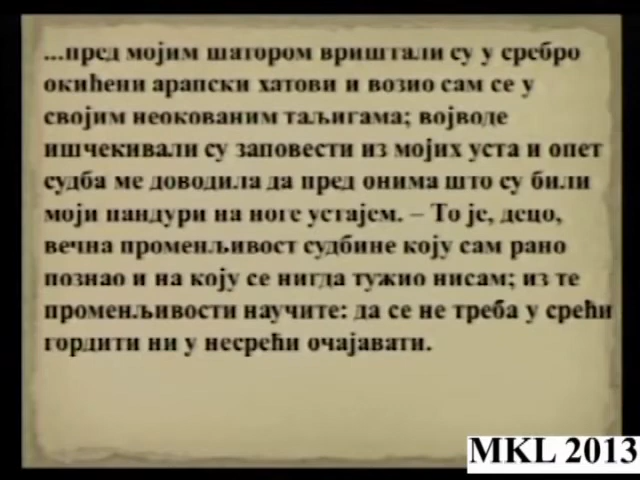 ...пред мојим шатором вриштали су у сребро
окићени арапски хатови и возио сам се у
својим неокованим таљигама; војводе
ишчекивали су заповести из мојих уста и опет
судба ме доводила да пред онима што су били
моји пандури на ноге устајем. – То је, децо,
вечна променљивост судбине коју сам рано
познао и на коју се нигда тужио нисам; из те
променљивости научите: да се не треба у срећи
гордити ни у несрећи очајавати.
MKL 2013